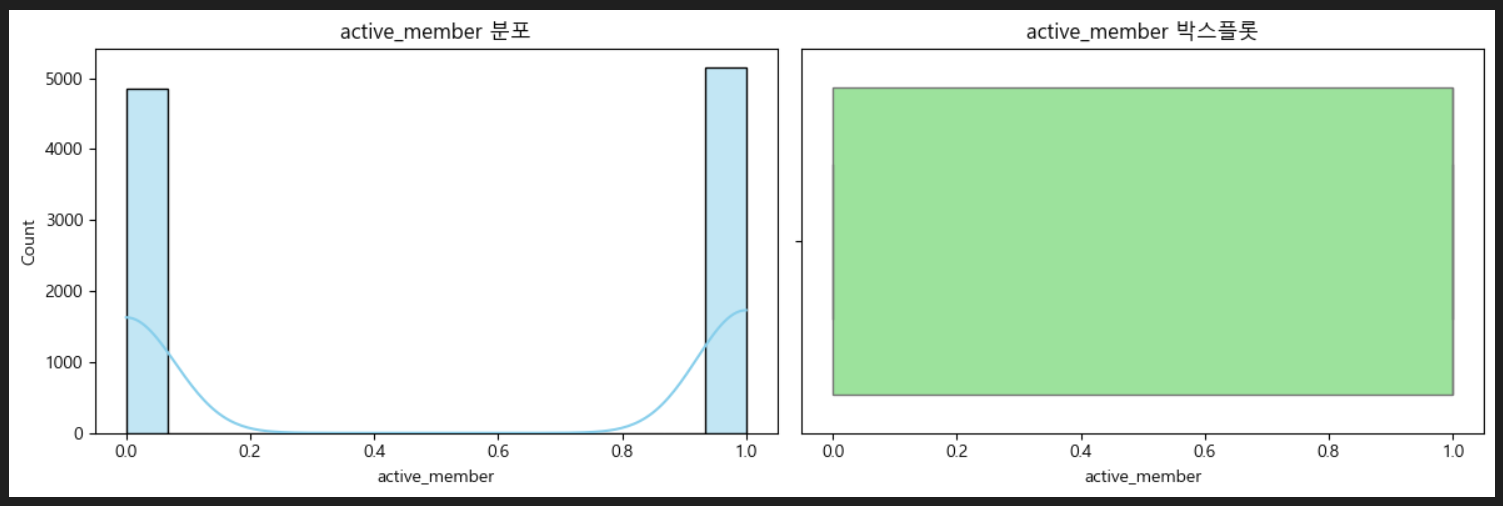 active_member 분포
5000
4000
3000
2000
1000
0
Count
0.0 0.2 0.4 0.6 0.8 1.0
active_member
active_member 박스플롯
0.0 0.2 0.4 0.6 0.8 1.0
active_member